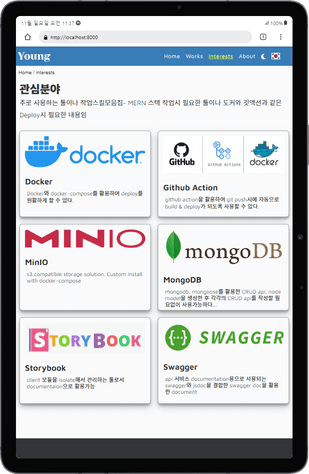 11월 일요일 오전 11:07
100%
http://localhost:8000
Young
Home Works Interests About
Home / Interests
관심분야
주로 사용하는 툴이나 작업스킬모음집- MERN 스택 작업시 필요한 툴이나 도커와 깃액션과 같은
Deploy시 필요한 내용임
docker
Docker
Docker와 docker-compose를 활용하여 deploy를
원활하게 할 수 있다.
GitHub
GitHub Actions
docker
Github Action
github action을 활용하여 git push시에 자동으로
build & deploy가 되도록 사용할 수 있다.
MINIO
MinIO
s3 compatible storage solution, Custom install
with docker-compose
mongoDB
MongoDB
mongodb, mongoose를 활용한 CRUD api, node
model을 생성한 후 각각의 CRUD api를 작성할 필
요없이 사용가능하다...
STORYBOOK
Storybook
client 모듈을 isolate해서 관리하는 툴로서
documentaion으로 활용가능
SWAGGER
Swagger
api 서비스 documentation용으로 사용되는
swagger와 jsdoc을 결합한 swagger doc을 활용
한 document